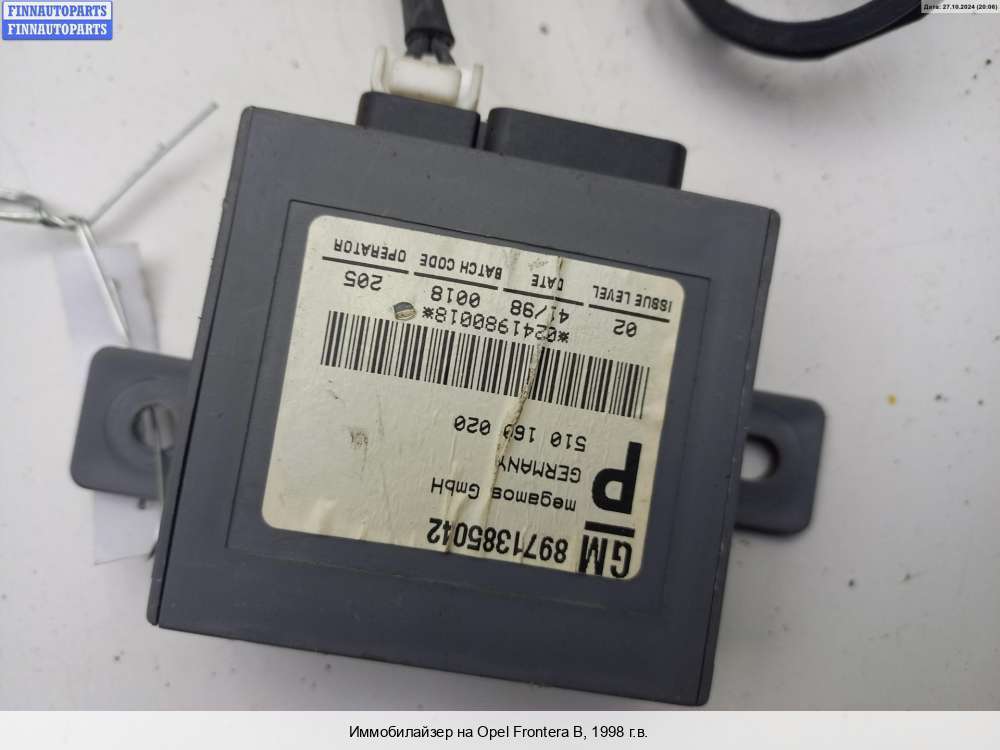 FINNAUTOPARTS
FINNAUTOPARTS
Дата: 27.10.2024 (20:06)
GM 8971385042
P
megamos GmbH
GERMANY
510 160 020
*0241980018*
02 41/98 0018 205
ISSUE LEVEL DATE BATCH CODE OPERATOR
Иммобилайзер на Opel Frontera B, 1998 г.в.